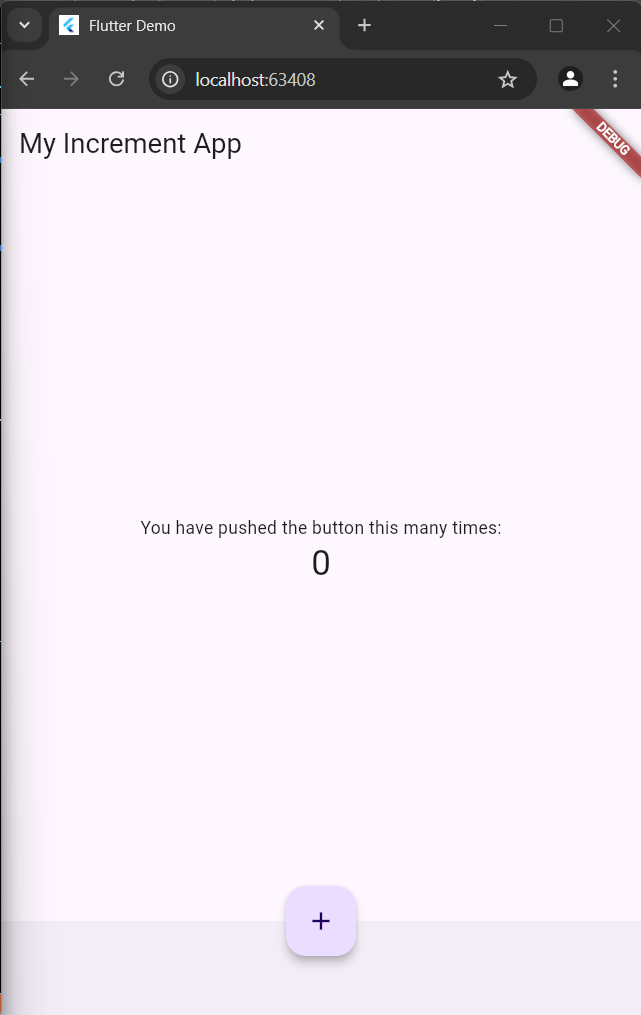 Flutter Demo
localhost:63408
My Increment App
DEBUG
You have pushed the button this many times:
0